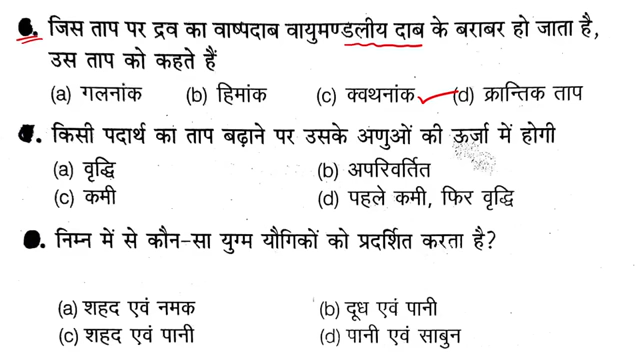 6. जिस ताप पर द्रव का वाष्पदाब वायुमण्डलीय दाब के बराबर हो जाता है,
उस ताप को कहते हैं
(a) गलनांक (b) हिमांक (c) क्वथनांक (d) क्रान्तिक ताप
किसी पदार्थ का ताप बढ़ाने पर उसके अणुओं की ऊर्जा में होगी
(a) वृद्धि (b) अपरिवर्तित
(c) कमी (d) पहले कमी, फिर वृद्धि
निम्न में से कौन-सा युग्म यौगिकों को प्रदर्शित करता है?
(a) शहद एवं नमक (b) दूध एवं पानी
(c) शहद एवं पानी (d) पानी एवं साबुन